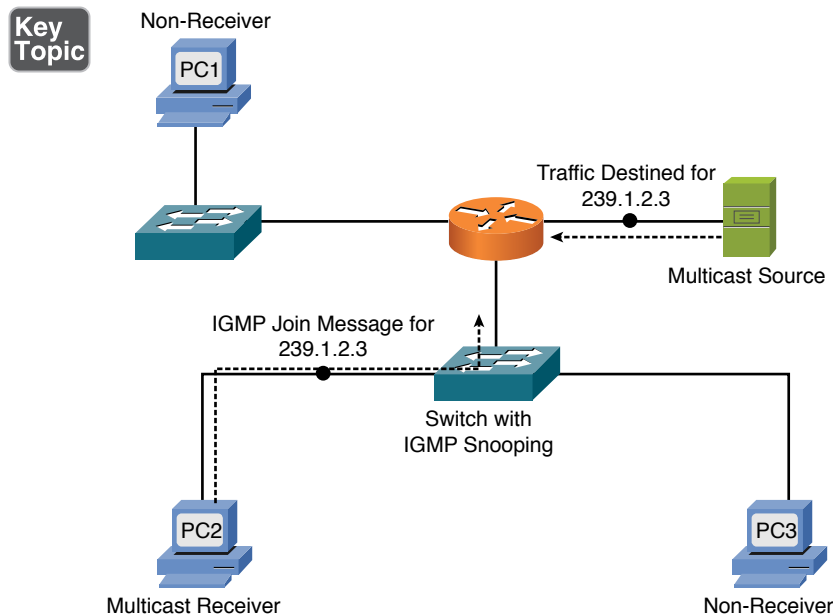 Key
Topic
Non-Receiver
PC1
Traffic Destined for
239.1.2.3
Multicast Source
IGMP Join Message for
239.1.2.3
Switch with
IGMP Snooping
PC2
PC3
Multicast Receiver
Non-Receiver